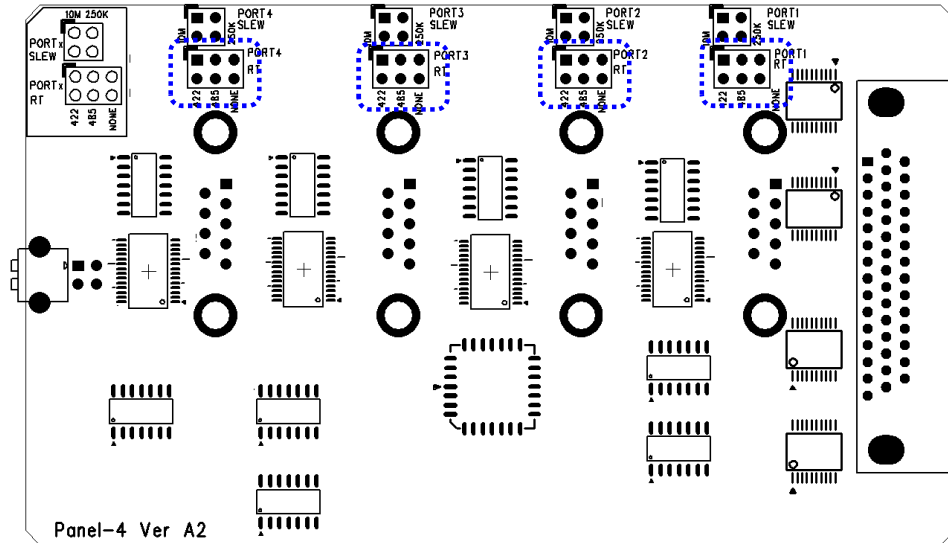 10M 250K
PORTx
SLEW
PORTx
RT
422
485
NONE
PORT4
SLEW
10M
250K
PORT4
RT
422
485
NONE
PORT3
SLEW
10M
250K
PORT3
RT
422
485
NONE
PORT2
SLEW
10M
250K
PORT2
RT
422
485
NONE
PORT1
SLEW
10M
250K
PORT1
RT
422
485
NONE
Panel-4 Ver A2